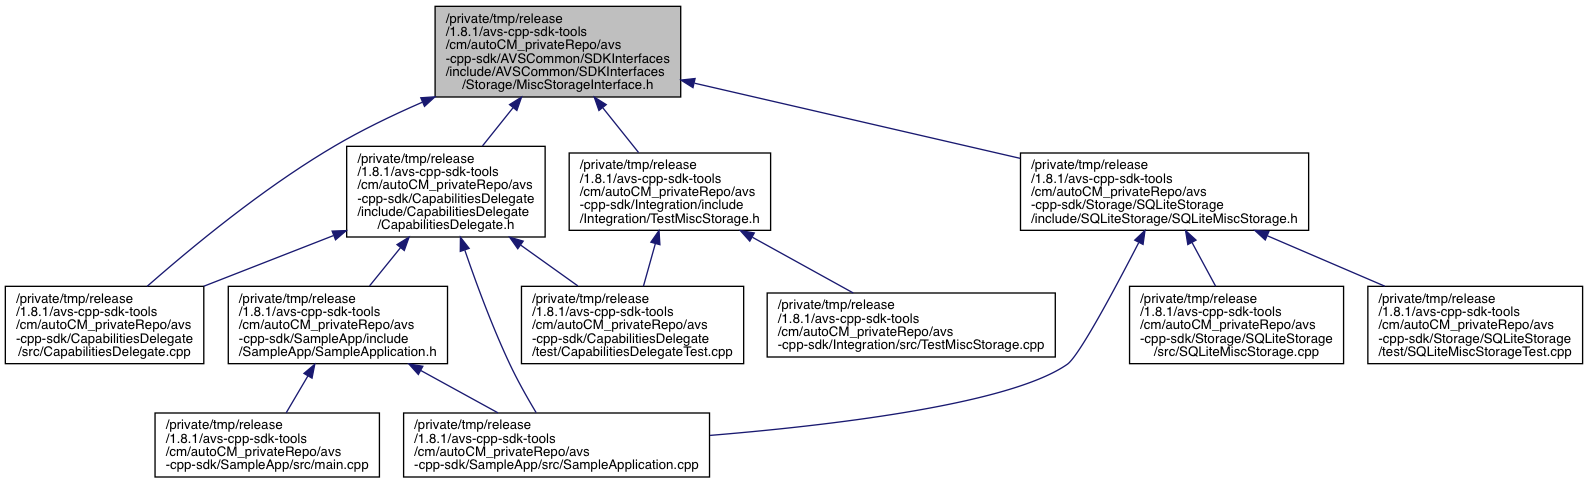 /private/tmp/release
/1.8.1/avs-cpp-sdk-tools
/cm/autoCM_privateRepo/avs
-cpp-sdk/AVSCommon/SDKInterfaces
/include/AVSCommon/SDKInterfaces
/Storage/MiscStorageInterface.h
/private/tmp/release
/1.8.1/avs-cpp-sdk-tools
/cm/autoCM_privateRepo/avs
-cpp-sdk/CapabilitiesDelegate
/include/CapabilitiesDelegate
/CapabilitiesDelegate.h
/private/tmp/release
/1.8.1/avs-cpp-sdk-tools
/cm/autoCM_privateRepo/avs
-cpp-sdk/Integration/include
/Integration/TestMiscStorage.h
/private/tmp/release
/1.8.1/avs-cpp-sdk-tools
/cm/autoCM_privateRepo/avs
-cpp-sdk/Storage/SQLiteStorage
/include/SQLiteStorage/SQLiteMiscStorage.h
/private/tmp/release
/1.8.1/avs-cpp-sdk-tools
/cm/autoCM_privateRepo/avs
-cpp-sdk/CapabilitiesDelegate
/src/CapabilitiesDelegate.cpp
/private/tmp/release
/1.8.1/avs-cpp-sdk-tools
/cm/autoCM_privateRepo/avs
-cpp-sdk/SampleApp/include
/SampleApp/SampleApplication.h
/private/tmp/release
/1.8.1/avs-cpp-sdk-tools
/cm/autoCM_privateRepo/avs
-cpp-sdk/CapabilitiesDelegate
/test/CapabilitiesDelegateTest.cpp
/private/tmp/release
/1.8.1/avs-cpp-sdk-tools
/cm/autoCM_privateRepo/avs
-cpp-sdk/Integration/src/TestMiscStorage.cpp
/private/tmp/release
/1.8.1/avs-cpp-sdk-tools
/cm/autoCM_privateRepo/avs
-cpp-sdk/Storage/SQLiteStorage
/src/SQLiteMiscStorage.cpp
/private/tmp/release
/1.8.1/avs-cpp-sdk-tools
/cm/autoCM_privateRepo/avs
-cpp-sdk/Storage/SQLiteStorage
/test/SQLiteMiscStorageTest.cpp
/private/tmp/release
/1.8.1/avs-cpp-sdk-tools
/cm/autoCM_privateRepo/avs
-cpp-sdk/SampleApp/src/main.cpp
/private/tmp/release
/1.8.1/avs-cpp-sdk-tools
/cm/autoCM_privateRepo/avs
-cpp-sdk/SampleApp/src/SampleApplication.cpp